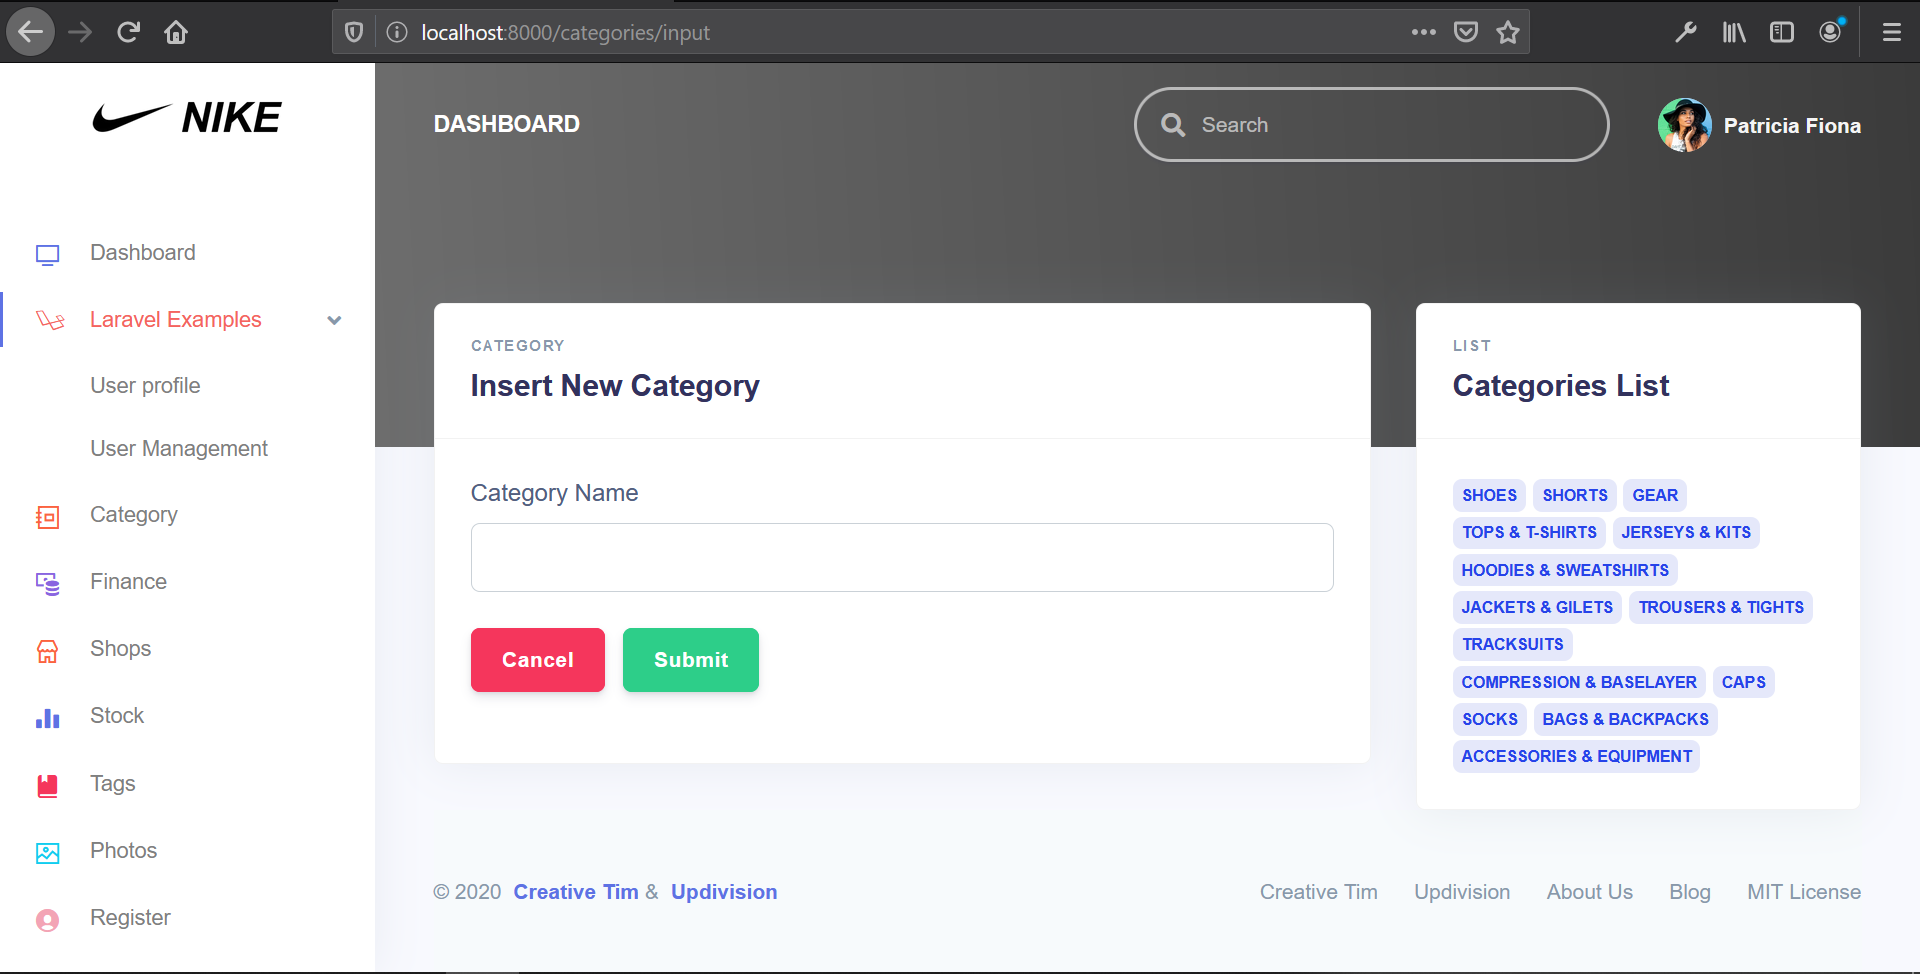 localhost:8000/categories/input
NIKE
DASHBOARD
Search
Patricia Fiona
Dashboard
Laravel Examples
User profile
User Management
Category
Finance
Shops
Stock
Tags
Photos
Register
CATEGORY
Insert New Category
Category Name
Cancel Submit
LIST
Categories List
SHOES SHORTS GEAR
TOPS & T-SHIRTS JERSEYS & KITS
HOODIES & SWEATSHIRTS
JACKETS & GILETS TROUSERS & TIGHTS
TRACKSUITS
COMPRESSION & BASELAYER CAPS
SOCKS BAGS & BACKPACKS
ACCESSORIES & EQUIPMENT
© 2020 Creative Tim & Updivision
Creative Tim Updivision About Us Blog MIT License